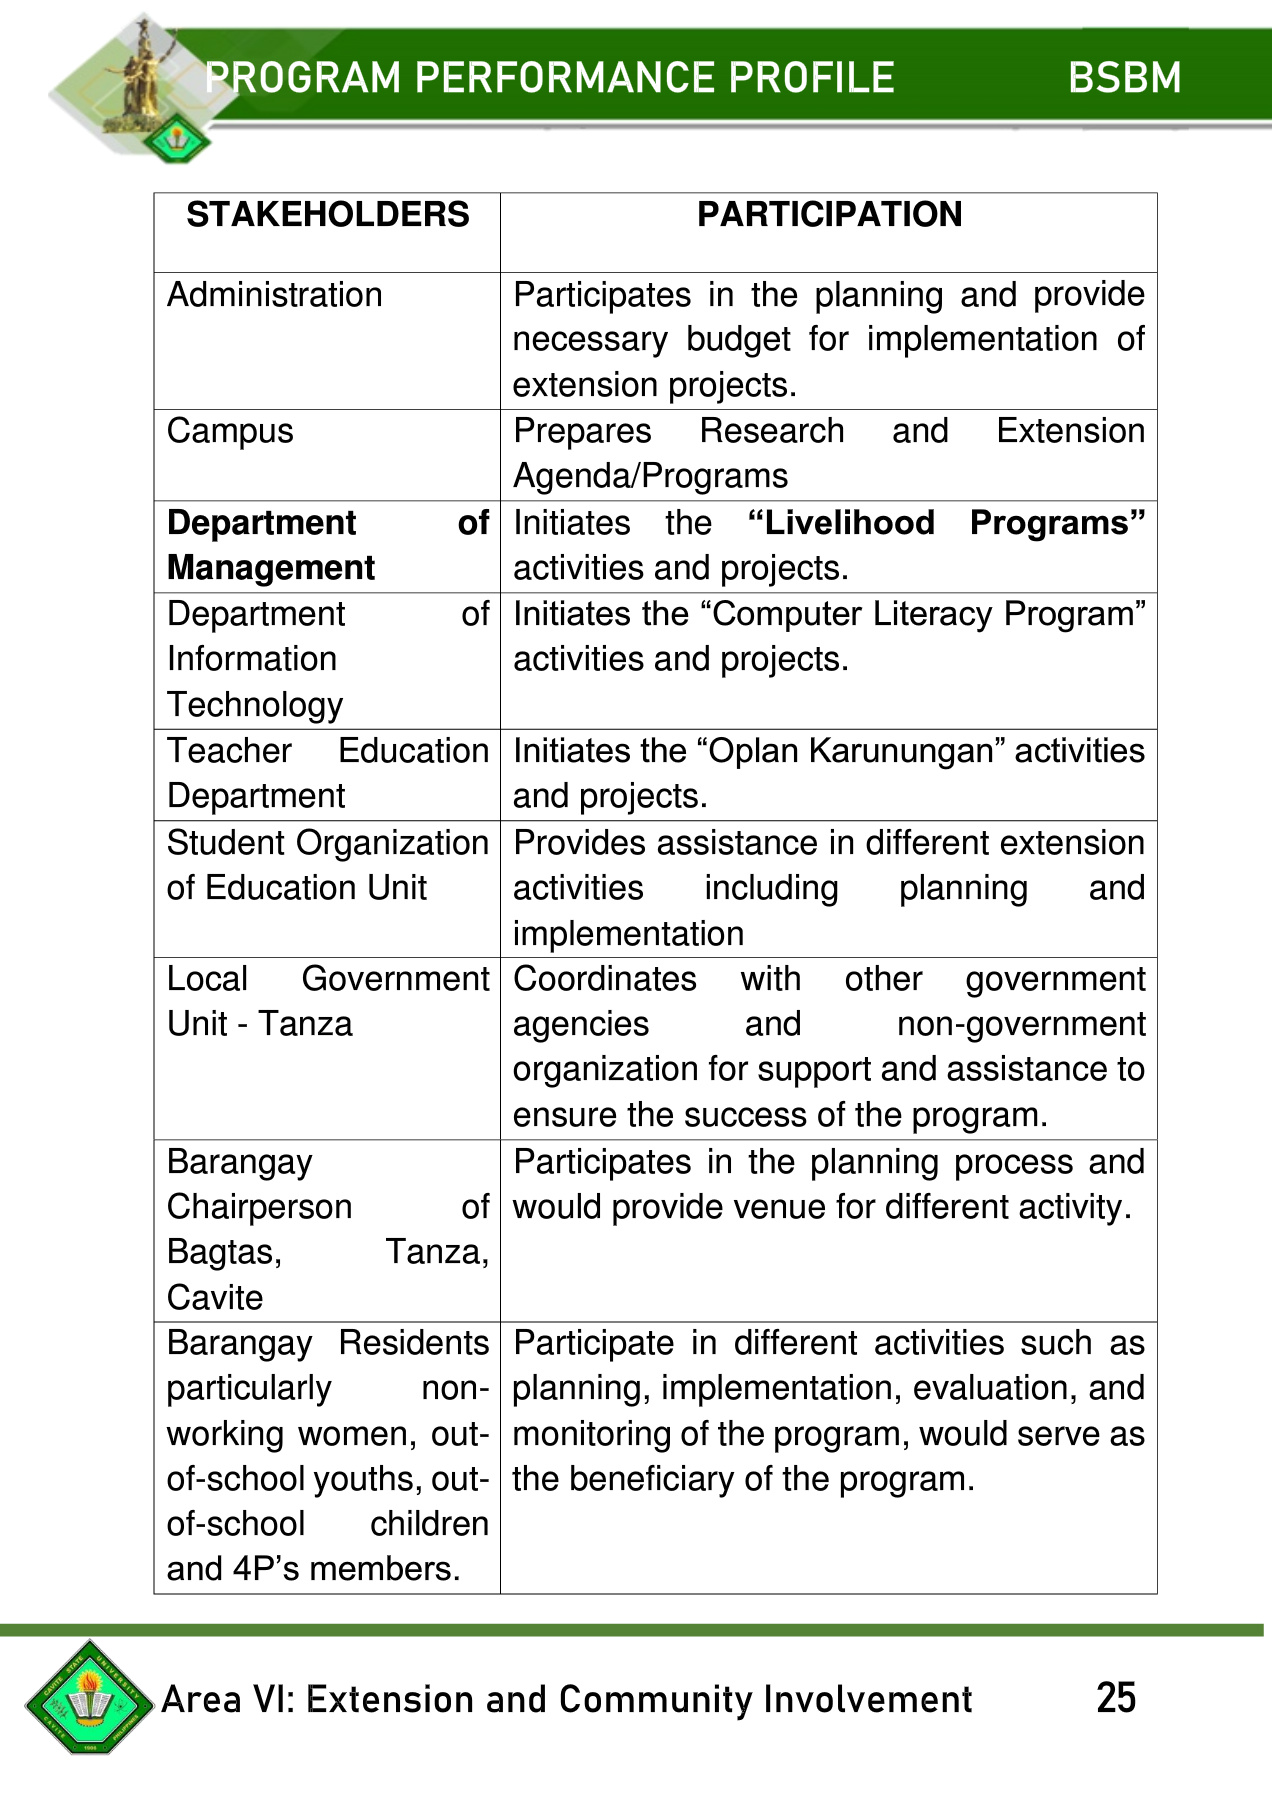 PROGRAM PERFORMANCE PROFILE BSBM
STAKEHOLDERS PARTICIPATION
Administration
Participates in the planning and provide
necessary budget for implementation of
extension projects.
Campus
Prepares Research and Extension
Agenda/Programs
Department of
Management
Initiates the “Livelihood Programs”
activities and projects.
Department of
Information
Technology
Initiates the “Computer Literacy Program”
activities and projects.
Teacher Education
Department
Initiates the “Oplan Karunungan” activities
and projects.
Student Organization
of Education Unit
Provides assistance in different extension
activities including planning and
implementation
Local Government
Unit - Tanza
Coordinates with other government
agencies and non-government
organization for support and assistance to
ensure the success of the program.
Barangay
Chairperson of
Bagtas, Tanza,
Cavite
Participates in the planning process and
would provide venue for different activity.
Barangay Residents
particularly non-
working women, out-
of-school youths, out-
of-school children
and 4P’s members.
Participate in different activities such as
planning, implementation, evaluation, and
monitoring of the program, would serve as
the beneficiary of the program.
CAVITE STATE UNIVERSITY
CAVITE PHILIPPINES
1906
Area VI: Extension and Community Involvement 25